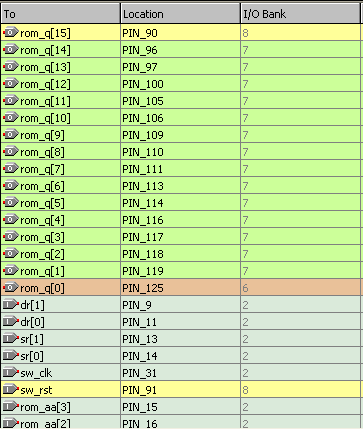 To Location I/O Bank
rom_q[15] PIN_90 8
rom_q[14] PIN_96 7
rom_q[13] PIN_97 7
rom_q[12] PIN_100 7
rom_q[11] PIN_105 7
rom_q[10] PIN_106 7
rom_q[9] PIN_109 7
rom_q[8] PIN_110 7
rom_q[7] PIN_111 7
rom_q[6] PIN_113 7
rom_q[5] PIN_114 7
rom_q[4] PIN_116 7
rom_q[3] PIN_117 7
rom_q[2] PIN_118 7
rom_q[1] PIN_119 7
rom_q[0] PIN_125 6
dr[1] PIN_9 2
dr[0] PIN_11 2
sr[1] PIN_13 2
sr[0] PIN_14 2
sw_clk PIN_31 2
sw_rst PIN_91 8
rom_aa[3] PIN_15 2
rom_aa[2] PIN_16 2